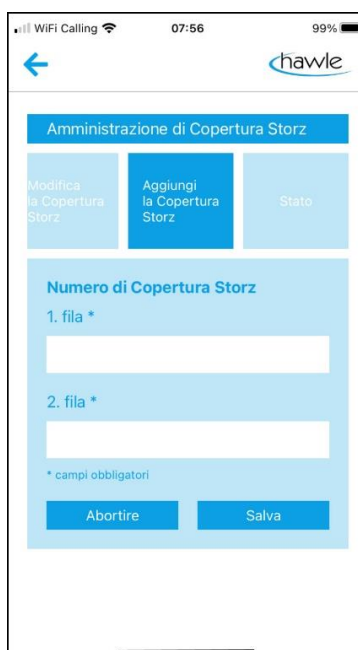 WiFi Calling 07:56 99%
hawle
Amministrazione di Copertura Storz
Modifica
la Copertura
Storz
Aggiungi
la Copertura
Storz
Stato
Numero di Copertura Storz
1. fila *
2. fila *
* campi obbligatori
Abortire Salva